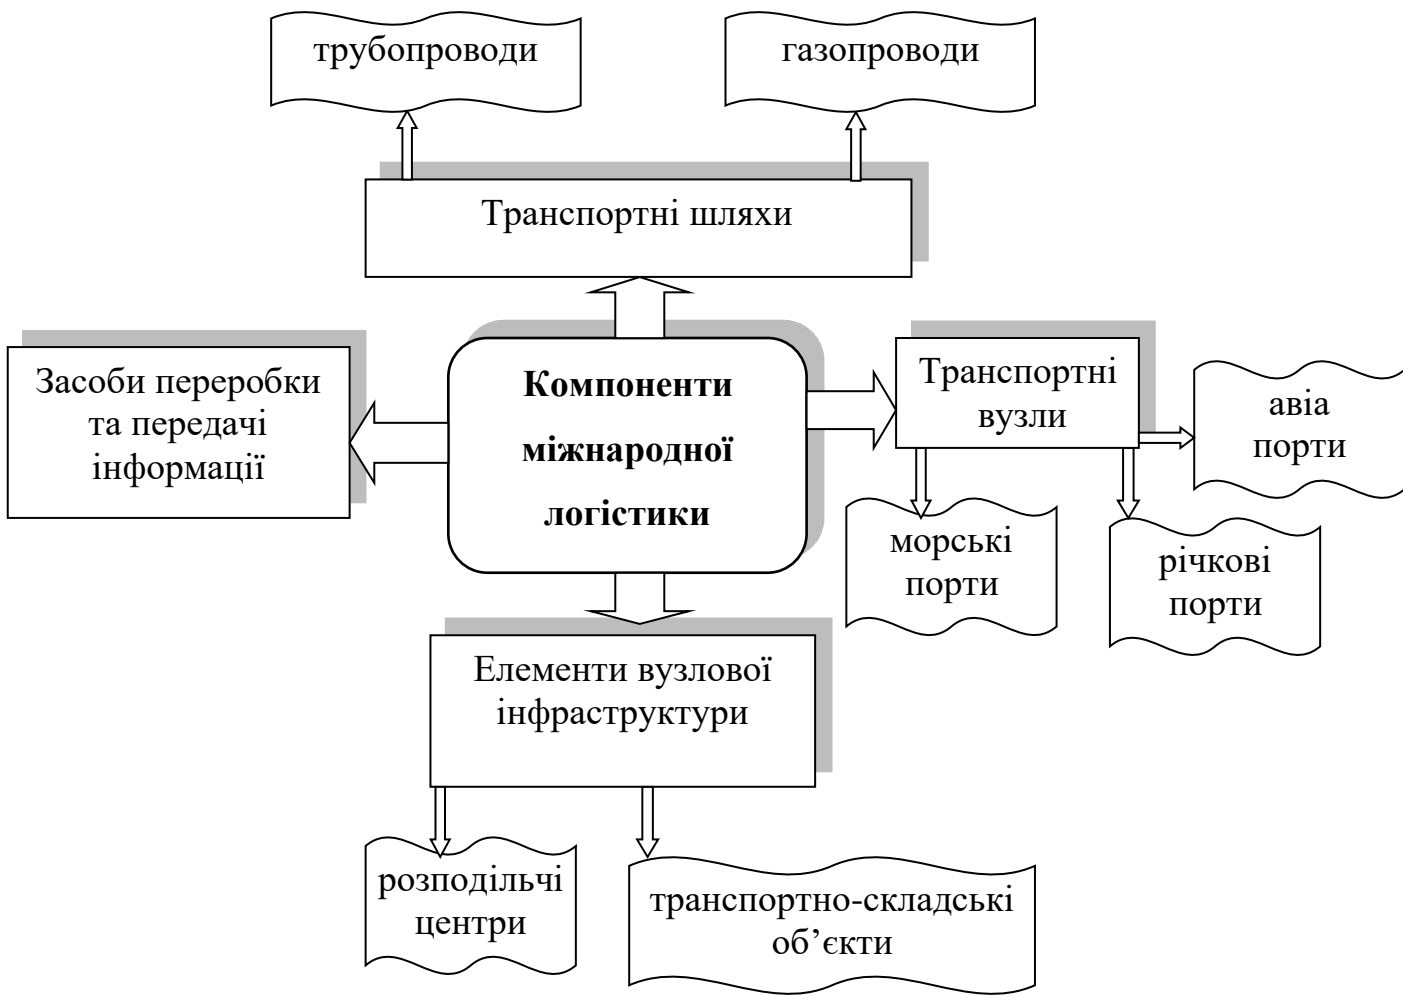 трубопроводи
газопроводи
Транспортні шляхи
Засоби переробки
та передачі
інформації
Компоненти
міжнародної
логістики
Транспортні
вузли
авіа
порти
морські
порти
річкові
порти
Елементи вузлової
інфраструктури
розподільчі
центри
транспортно-складські
об’єкти